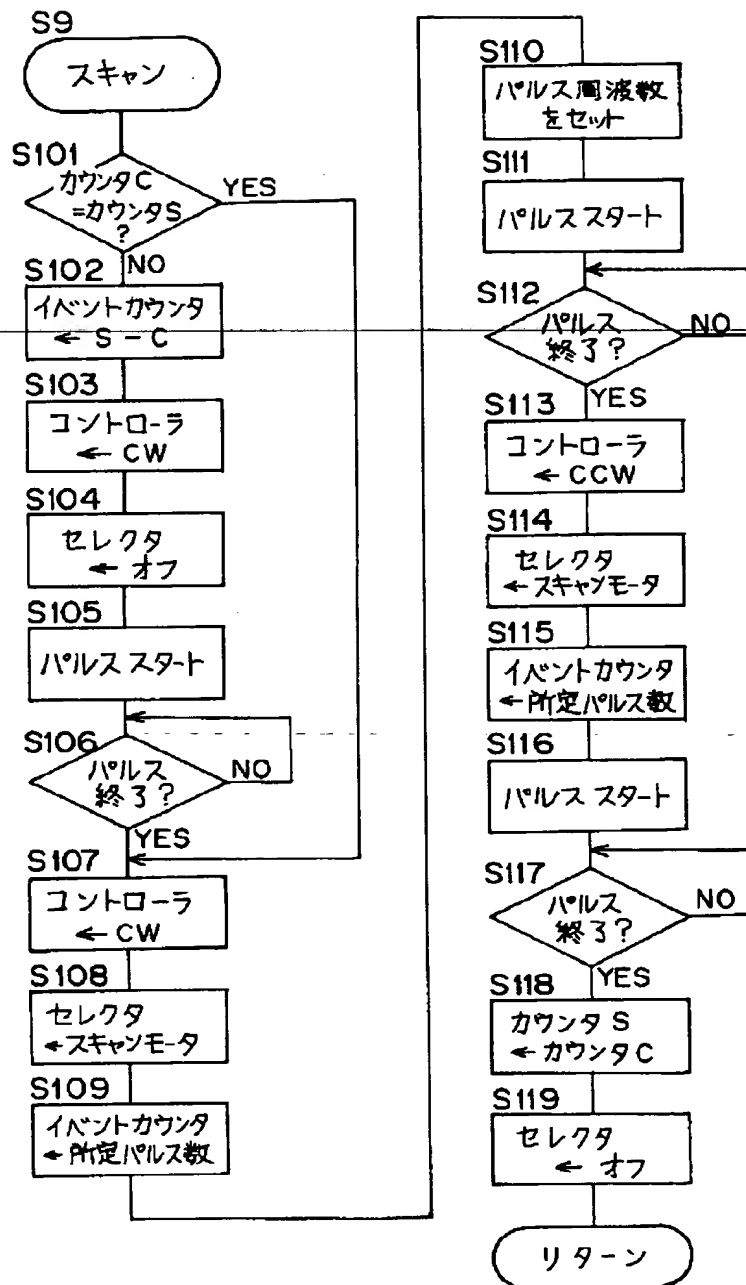 S9
スキャン
S101
カウンタC
=カウンタS
?
YES
NO
S102
イベントカウンタ
← S-C
S103
コントローラ
← CW
S104
セレクタ
← オフ
S105
パルススタート
S106
パルス
終了?
NO
YES
S107
コントローラ
← CW
S108
セレクタ
←スキャンモータ
S109
イベントカウンタ
←所定パルス数
S110
パルス周波数
をセット
S111
パルススタート
S112
パルス
終了?
NO
YES
S113
コントローラ
← CCW
S114
セレクタ
←スキャンモータ
S115
イベントカウンタ
←所定パルス数
S116
パルススタート
S117
パルス
終了?
NO
YES
S118
カウンタS
← カウンタC
S119
セレクタ
← オフ
リターン